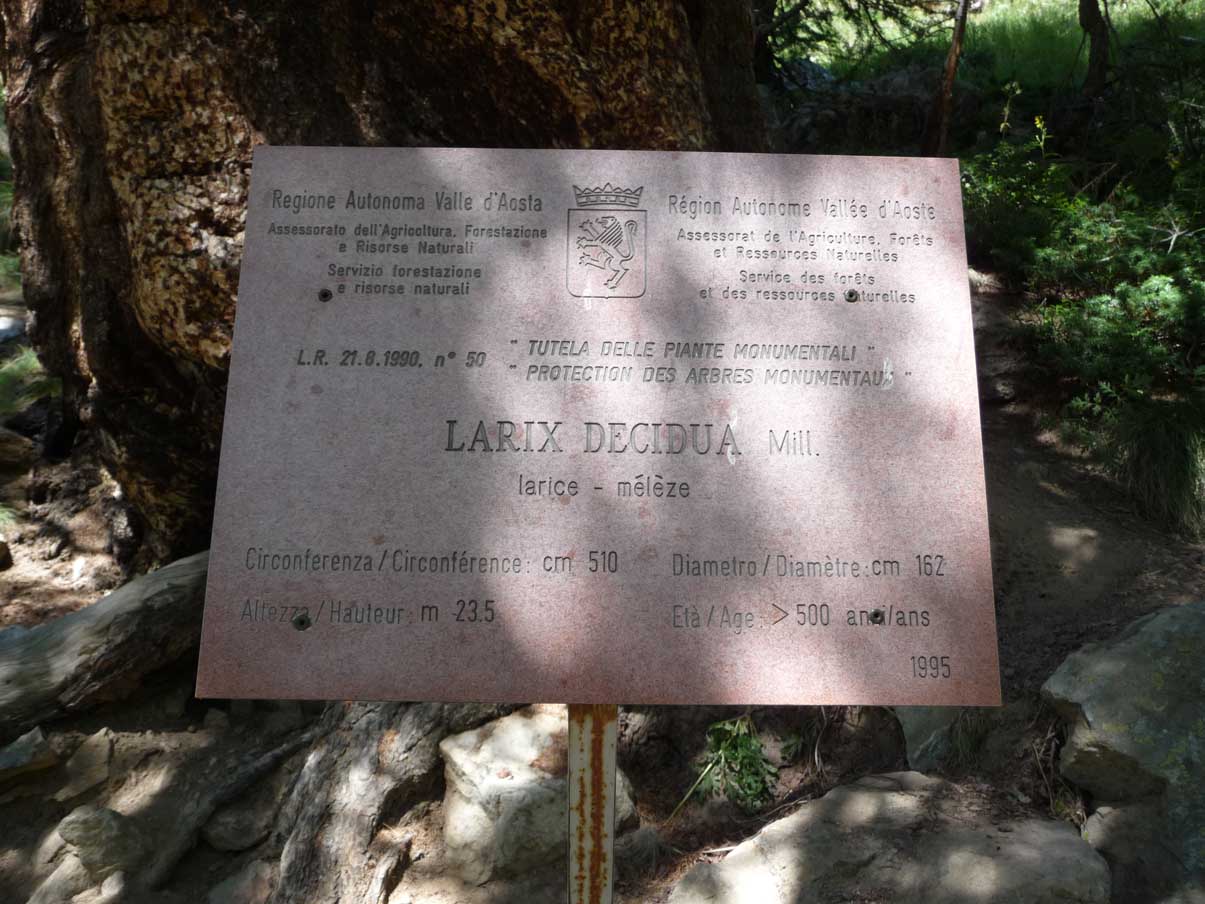 Regione Autonoma Valle d'Aosta
Assessorato dell'Agricoltura, Forestazione
e Risorse Naturali
Servizio forestazione
e risorse naturali
Région Autonome Vallée d'Aoste
Assessorat de l'Agriculture, Forêts
et Ressources Naturelles
Service des forêts
et des ressources naturelles
L.R. 21.8.1990, n° 50
" TUTELA DELLE PIANTE MONUMENTALI "
" PROTECTION DES ARBRES MONUMENTAUX "
LARIX DECIDUA Mill.
larice - mélèze
Circonferenza/Circonférence: cm 510
Diametro/Diamètre: cm 162
Altezza/Hauteur: m 23.5
Età/Age: > 500 anni/ans
1995